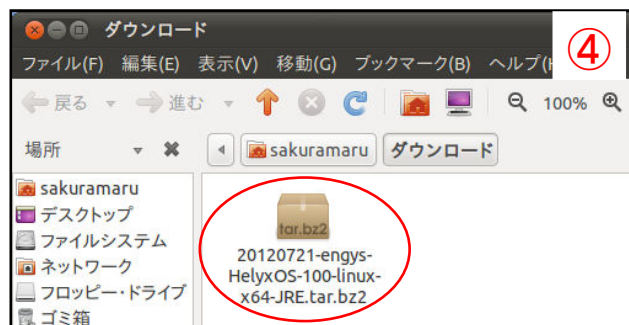 ダウンロード
ファイル(F) 編集(E) 表示(V) 移動(G) ブックマーク(B) ヘルプ(
④
戻る 進む 100%
場所 sakuramaru ダウンロード
sakuramaru
デスクトップ
ファイルシステム
ネットワーク
フロッピー・ドライブ
ゴミ箱
tar.bz2
20120721-engys-
HelyxOS-100-linux-
x64-JRE.tar.bz2